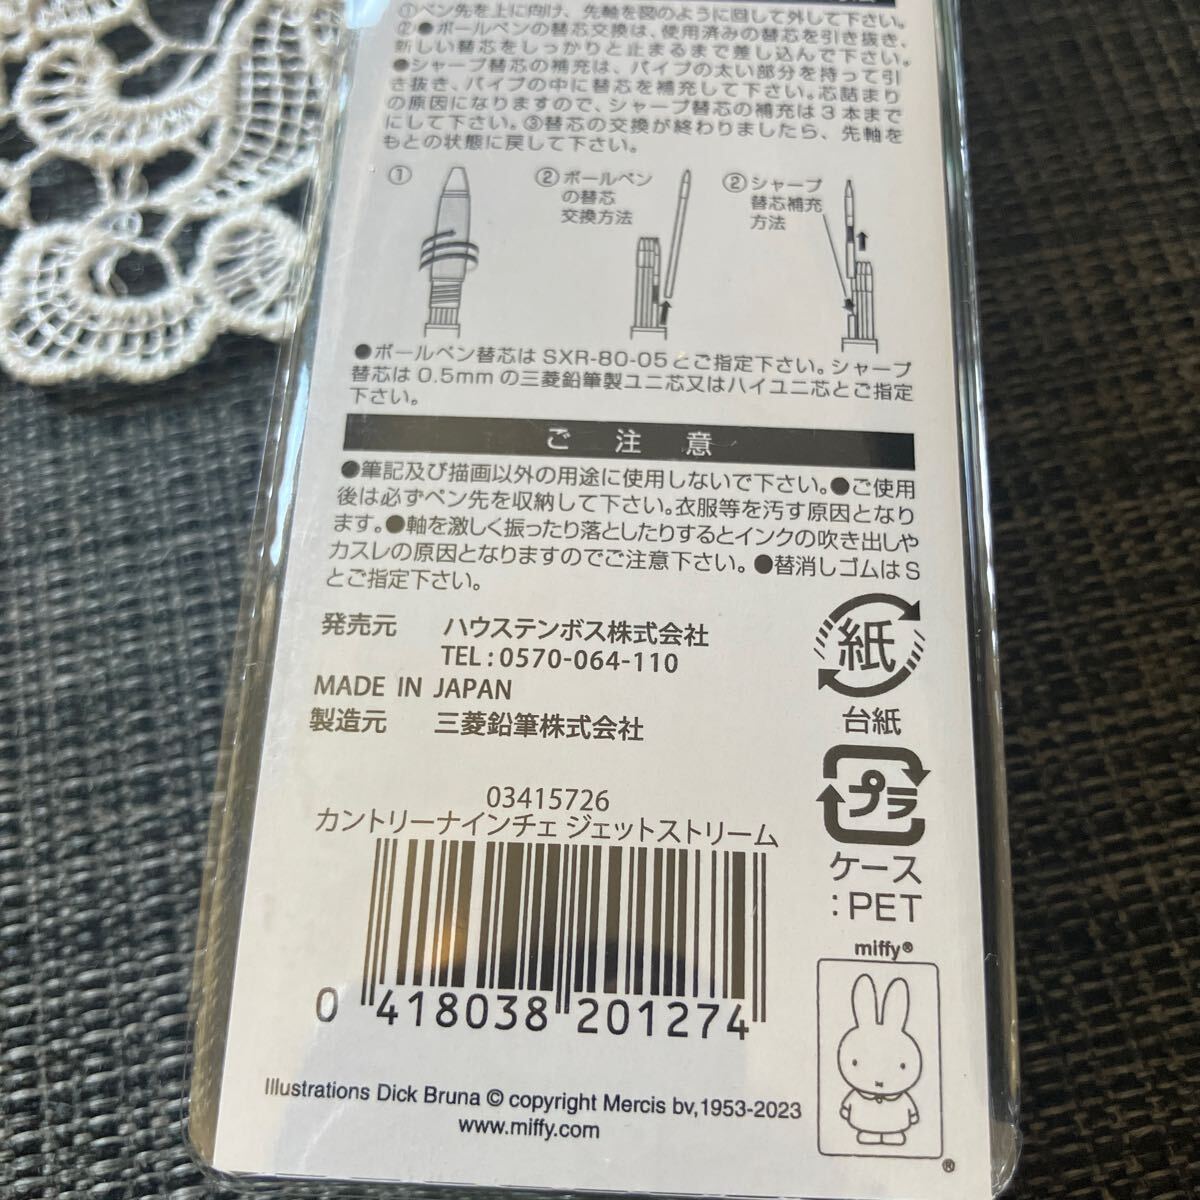 ①ペン先を上に向け、先軸を図のように回して外して下さい。
②●ボールペンの替芯交換は、使用済みの替芯を引き抜き、
新しい替芯をしっかりと止まるまで差し込んで下さい。
●シャープ替芯の補充は、パイプの太い部分を持って引
き抜き、パイプの中に替芯を補充して下さい。芯詰まり
の原因になりますので、シャープ替芯の補充は3本まで
にして下さい。③替芯の交換が終わりましたら、先軸を
もとの状態に戻して下さい。
①
②ボールペン
の替芯
交換方法
②シャープ
替芯補充
方法
●ボールペン替芯はSXR-80-05とご指定下さい。シャープ
替芯は0.5mmの三菱鉛筆製ユニ芯又はハイユニ芯とご指定
下さい。
ご注意
●筆記及び描画以外の用途に使用しないで下さい。●ご使用
後は必ずペン先を収納して下さい。衣服等を汚す原因となり
ます。●軸を激しく振ったり落としたりするとインクの吹き出しや
カスレの原因となりますのでご注意下さい。●替消しゴムはS
とご指定下さい。
発売元 ハウステンボス株式会社
TEL:0570-064-110
MADE IN JAPAN
製造元 三菱鉛筆株式会社
紙
台紙
プラ
ケース
:PET
03415726
カントリーナインチェ ジェットストリーム
0 418038 201274
miffy®
®
Illustrations Dick Bruna © copyright Mercis bv,1953-2023
www.miffy.com